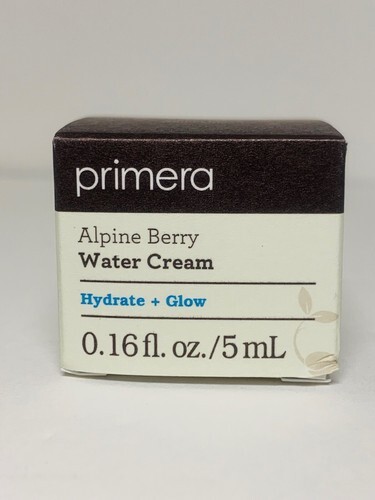 primera
Alpine Berry
Water Cream
Hydrate + Glow
0.16 fl. oz./5 mL